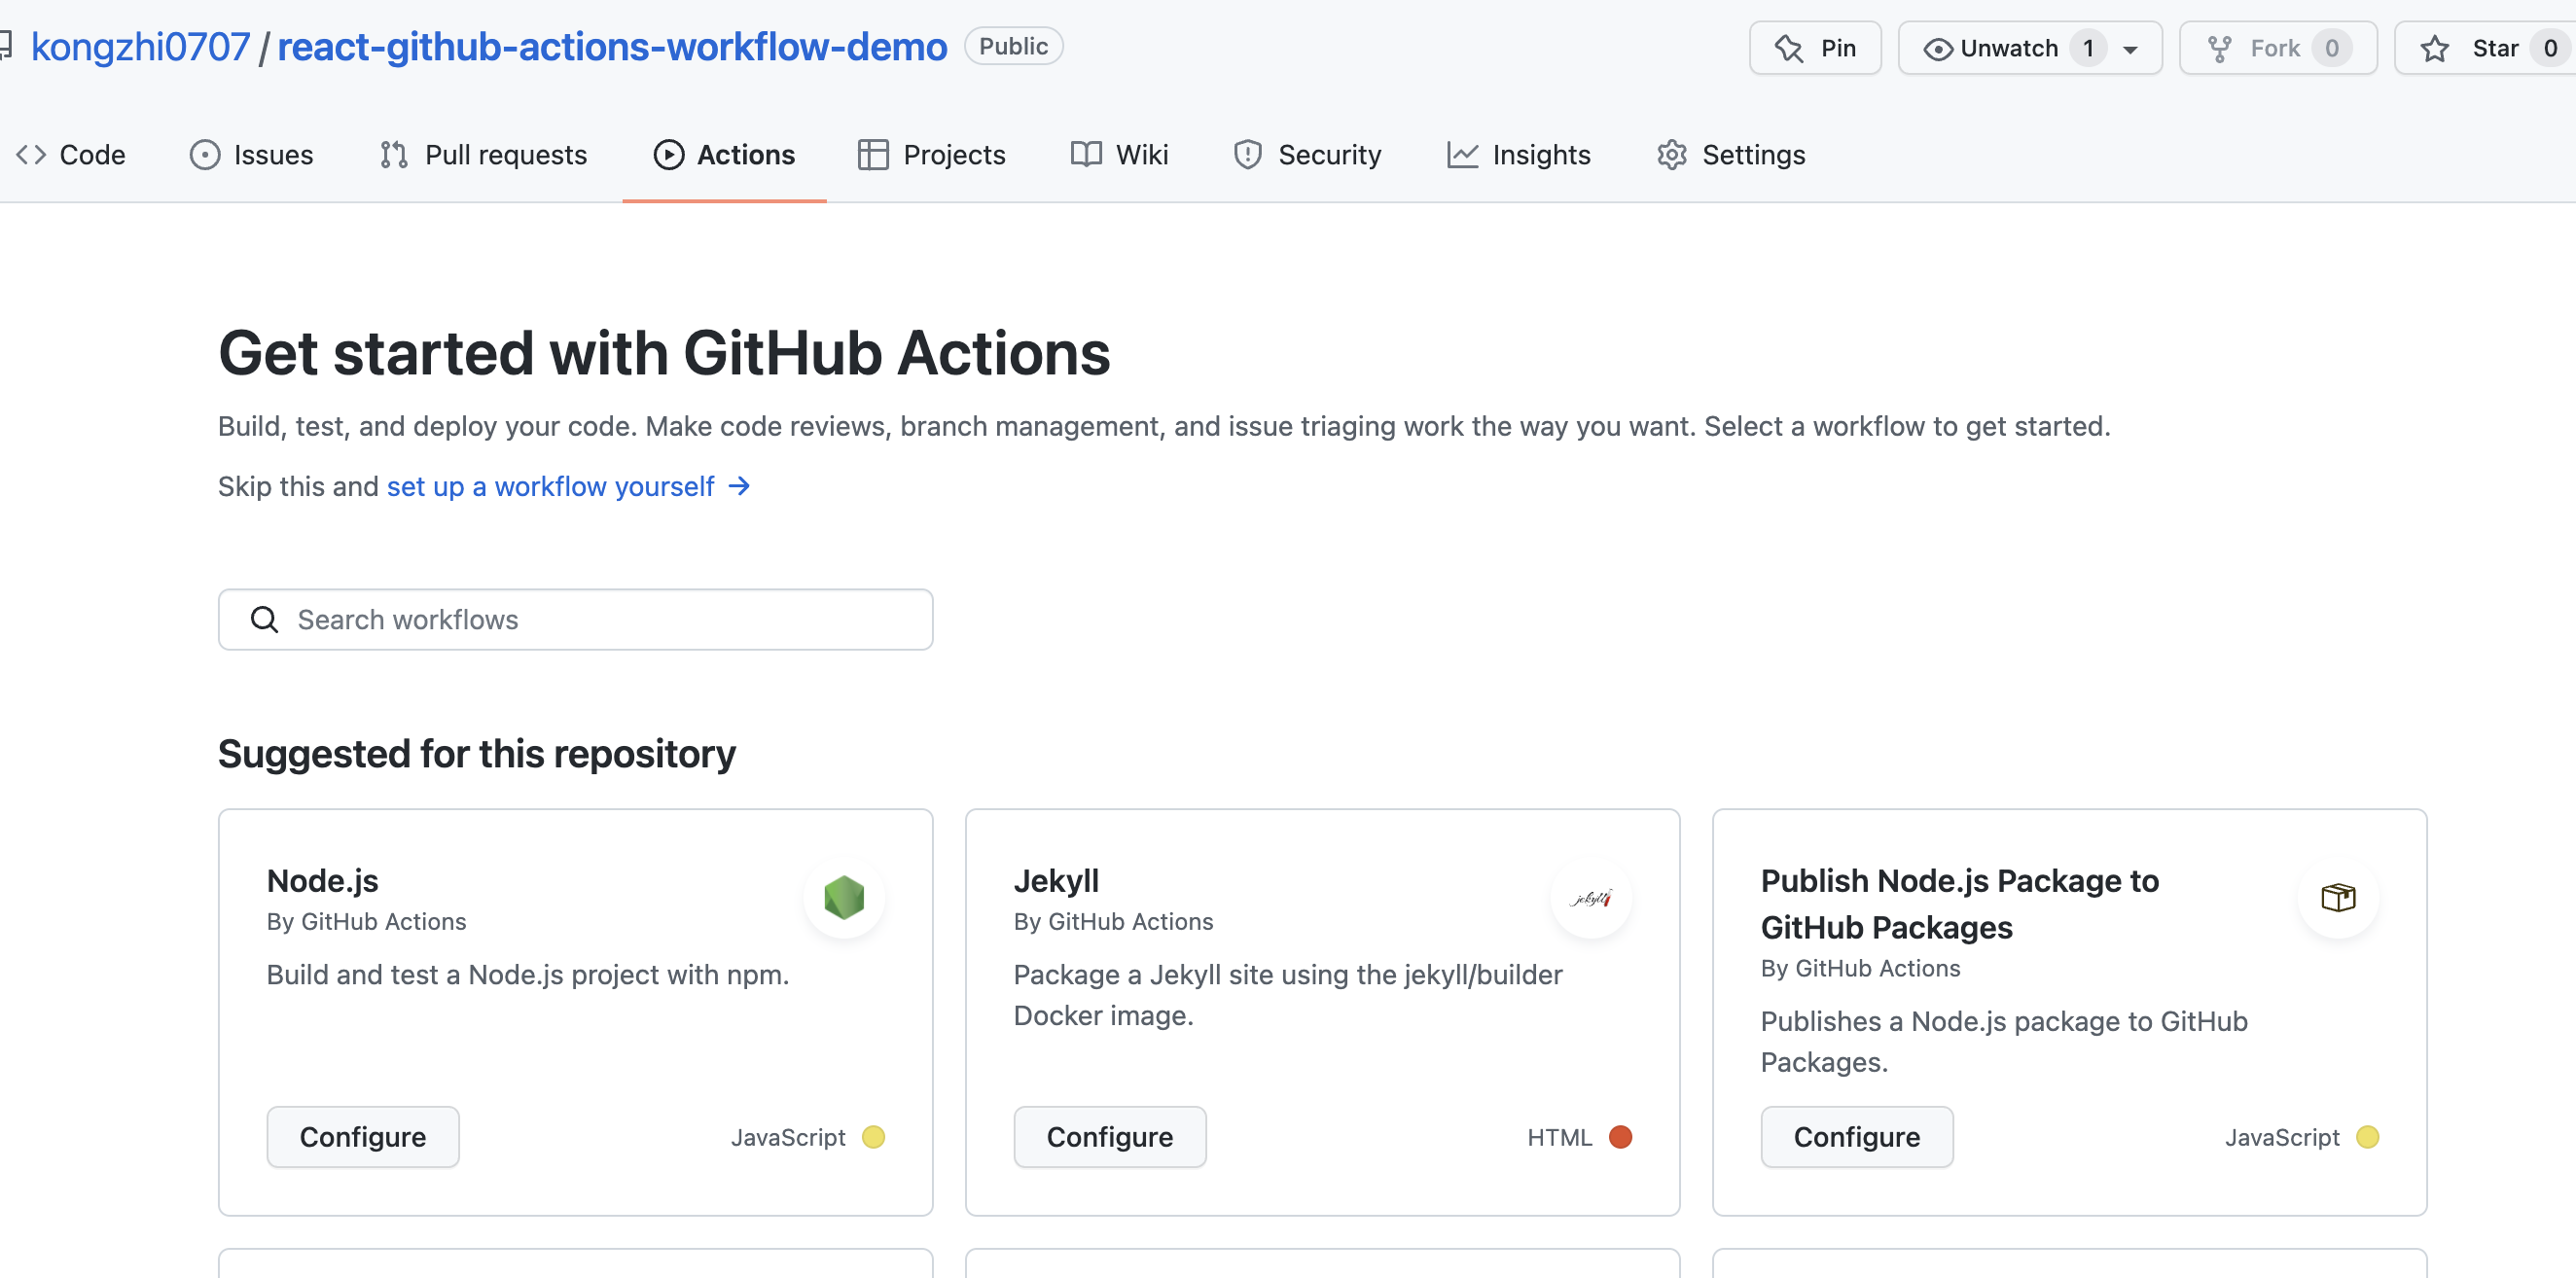 kongzhi0707 / react-github-actions-workflow-demo Public Pin Unwatch 1 Fork 0 Star 0
Code Issues Pull requests Actions Projects Wiki Security Insights Settings
Get started with GitHub Actions
Build, test, and deploy your code. Make code reviews, branch management, and issue triaging work the way you want. Select a workflow to get started.
Skip this and set up a workflow yourself →
Search workflows
Suggested for this repository
Node.js
By GitHub Actions
Build and test a Node.js project with npm.
Configure JavaScript
Jekyll
jekyll
By GitHub Actions
Package a Jekyll site using the jekyll/builder
Docker image.
Configure HTML
Publish Node.js Package to
GitHub Packages
By GitHub Actions
Publishes a Node.js package to GitHub
Packages.
Configure JavaScript